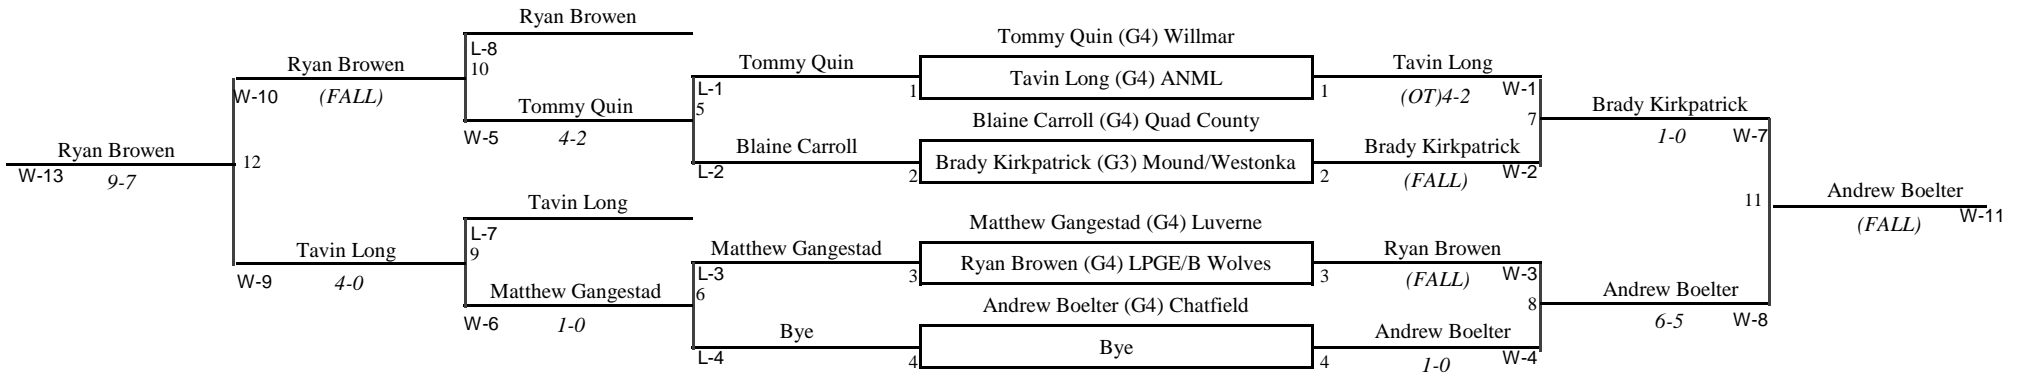 Ryan Browen
L-8
10
Ryan Browen
W-10
(FALL)
Tommy Quin
W-5
4-2
Ryan Browen
W-13
9-7
12
Tavin Long
L-7
9
Tavin Long
W-9
4-0
Matthew Gangestad
W-6
1-0
Tommy Quin
L-1
5
1
Blaine Carroll
L-2
2
Matthew Gangestad
L-3
6
3
Bye
L-4
4
Tommy Quin (G4) Willmar
Tavin Long (G4) ANML
Blaine Carroll (G4) Quad County
Brady Kirkpatrick (G3) Mound/Westonka
Matthew Gangestad (G4) Luverne
Ryan Browen (G4) LPGE/B Wolves
Andrew Boelter (G4) Chatfield
Bye
Tavin Long
1
(OT)4-2
W-1
7
Brady Kirkpatrick
2
(FALL)
W-2
Ryan Browen
3
(FALL)
W-3
8
Andrew Boelter
4
1-0
W-4
Brady Kirkpatrick
1-0
W-7
11
Andrew Boelter
6-5
W-8
Andrew Boelter
(FALL)
W-11